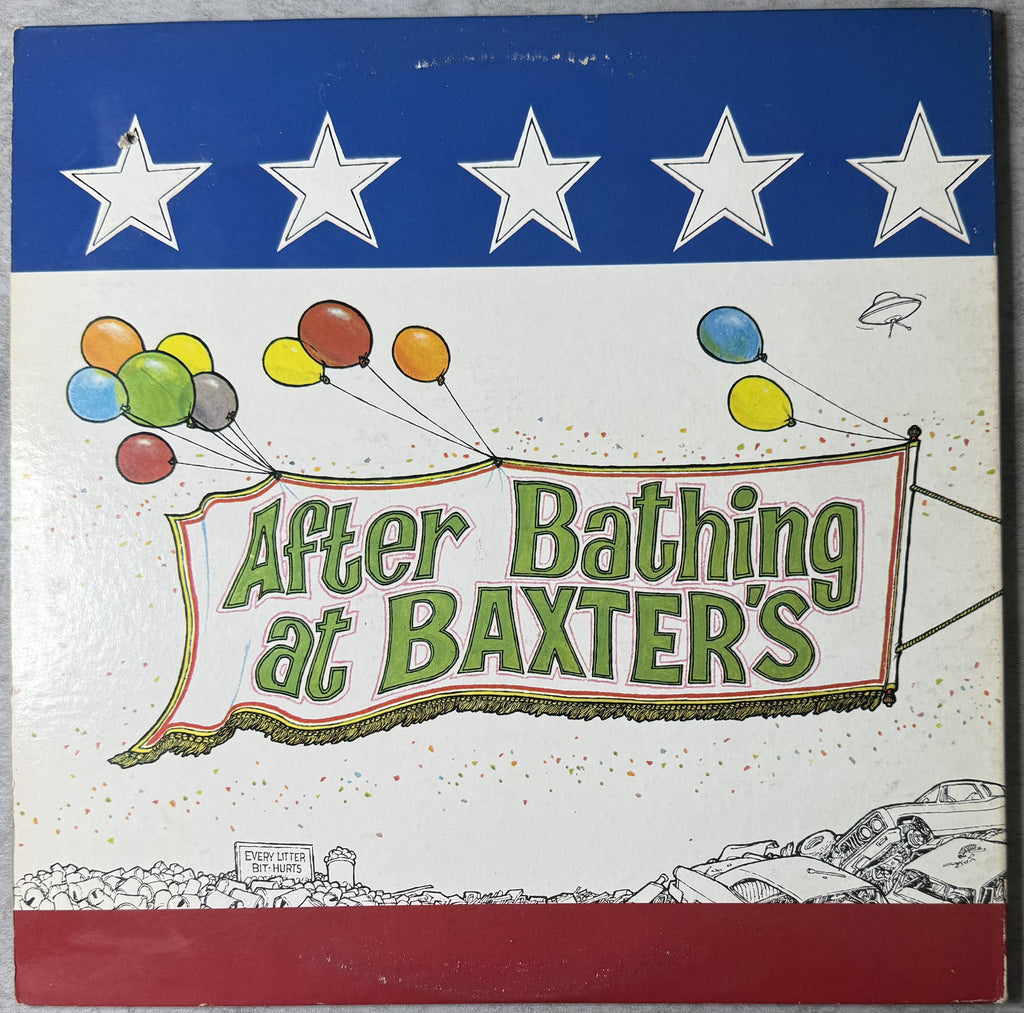 After Bathing
at BAXTER'S
EVERY LITTER
BIT-HURTS